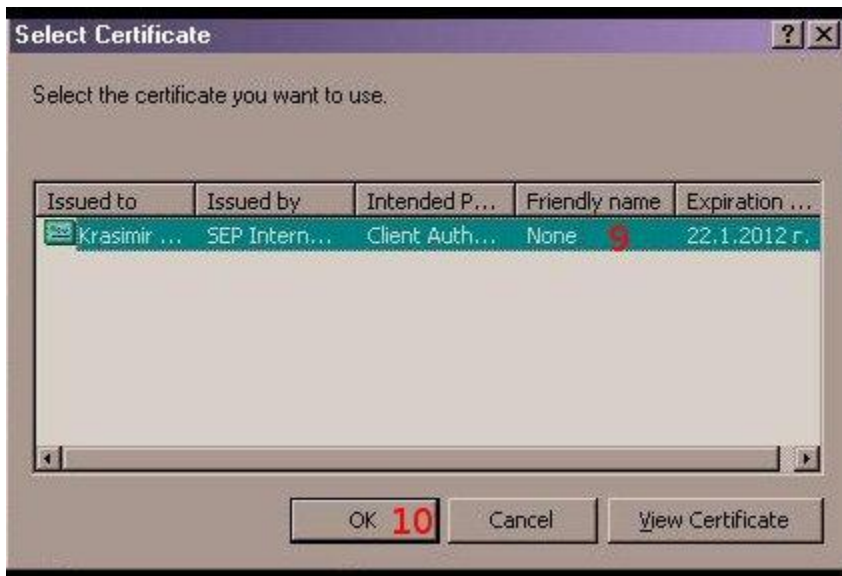 Select Certificate
Select the certificate you want to use.
Issued to Issued by Intended P... Friendly name Expiration ...
Krasimir ... SEP Intern... Client Auth... None 9 22.1.2012 г.
OK 10 Cancel View Certificate